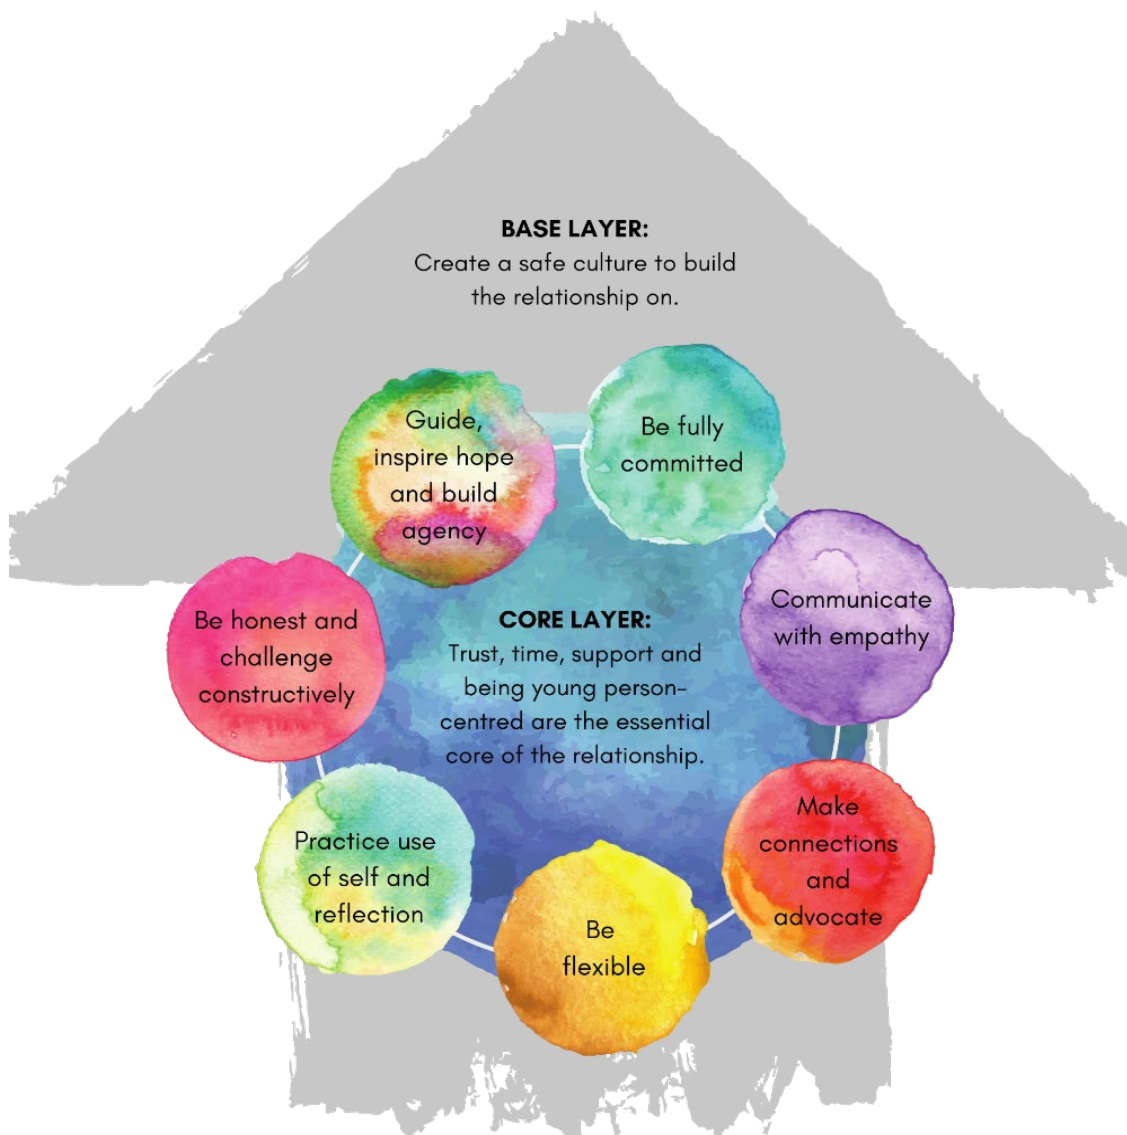 BASE LAYER:
Create a safe culture to build
the relationship on.
Guide,
inspire hope
and build
agency
Be fully
committed
Communicate
with empathy
Be honest and
challenge
constructively
CORE LAYER:
Trust, time, support and
being young person-
centred are the essential
core of the relationship.
Make
connections
and
advocate
Practice use
of self and
reflection
Be
flexible